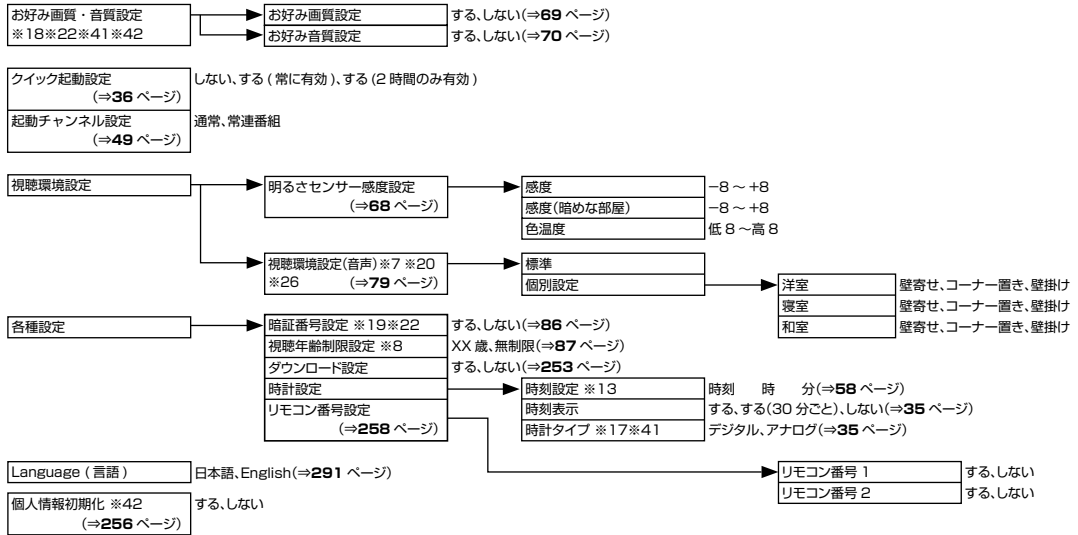 お好み画質・音質設定
※18※22※41※42
お好み画質設定 する、しない(⇒69 ページ)
お好み音質設定 する、しない(⇒70 ページ)
クイック起動設定 しない、する ( 常に有効 )、する (2 時間のみ有効 )
(⇒36 ページ)
起動チャンネル設定 通常、常連番組
(⇒49 ページ)
視聴環境設定
明るさセンサー感度設定
(⇒68 ページ)
感度 −8 ~ +8
感度(暗めな部屋) −8 ~ +8
色温度 低 8 ~高 8
視聴環境設定(音声)※7 ※20
※26 (⇒79 ページ)
標準
個別設定
洋室 壁寄せ、コーナー置き、壁掛け
寝室 壁寄せ、コーナー置き、壁掛け
和室 壁寄せ、コーナー置き、壁掛け
各種設定
暗証番号設定 ※19※22 する、しない(⇒86 ページ)
視聴年齢制限設定 ※8 XX 歳、無制限(⇒87 ページ)
ダウンロード設定 する、しない(⇒253 ページ)
時計設定
リモコン番号設定
(⇒258 ページ)
時刻設定 ※13 時刻 時 分(⇒58 ページ)
時刻表示 する、する(30 分ごと)、しない(⇒35 ページ)
時計タイプ ※17※41 デジタル、アナログ(⇒35 ページ)
リモコン番号 1 する、しない
リモコン番号 2 する、しない
Language ( 言語 ) 日本語、English(⇒291 ページ)
個人情報初期化 ※42 する、しない
(⇒256 ページ)